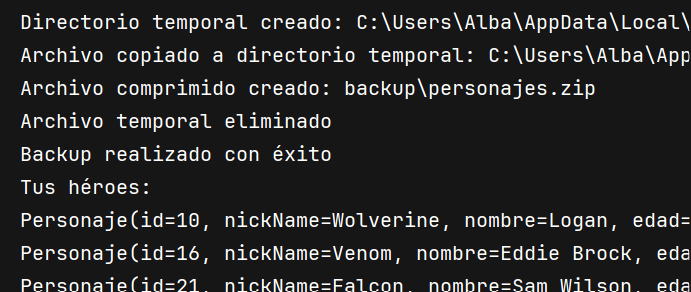 Directorio temporal creado: C:\Users\Alba\AppData\Local\
Archivo copiado a directorio temporal: C:\Users\Alba\App
Archivo comprimido creado: backup\personajes.zip
Archivo temporal eliminado
Backup realizado con éxito
Tus héroes:
Personaje(id=10, nickName=Wolverine, nombre=Logan, edad=
Personaje(id=16, nickName=Venom, nombre=Eddie Brock, eda
Personaje(id=21, nickName=Falcon, nombre=Sam Wilson, edad